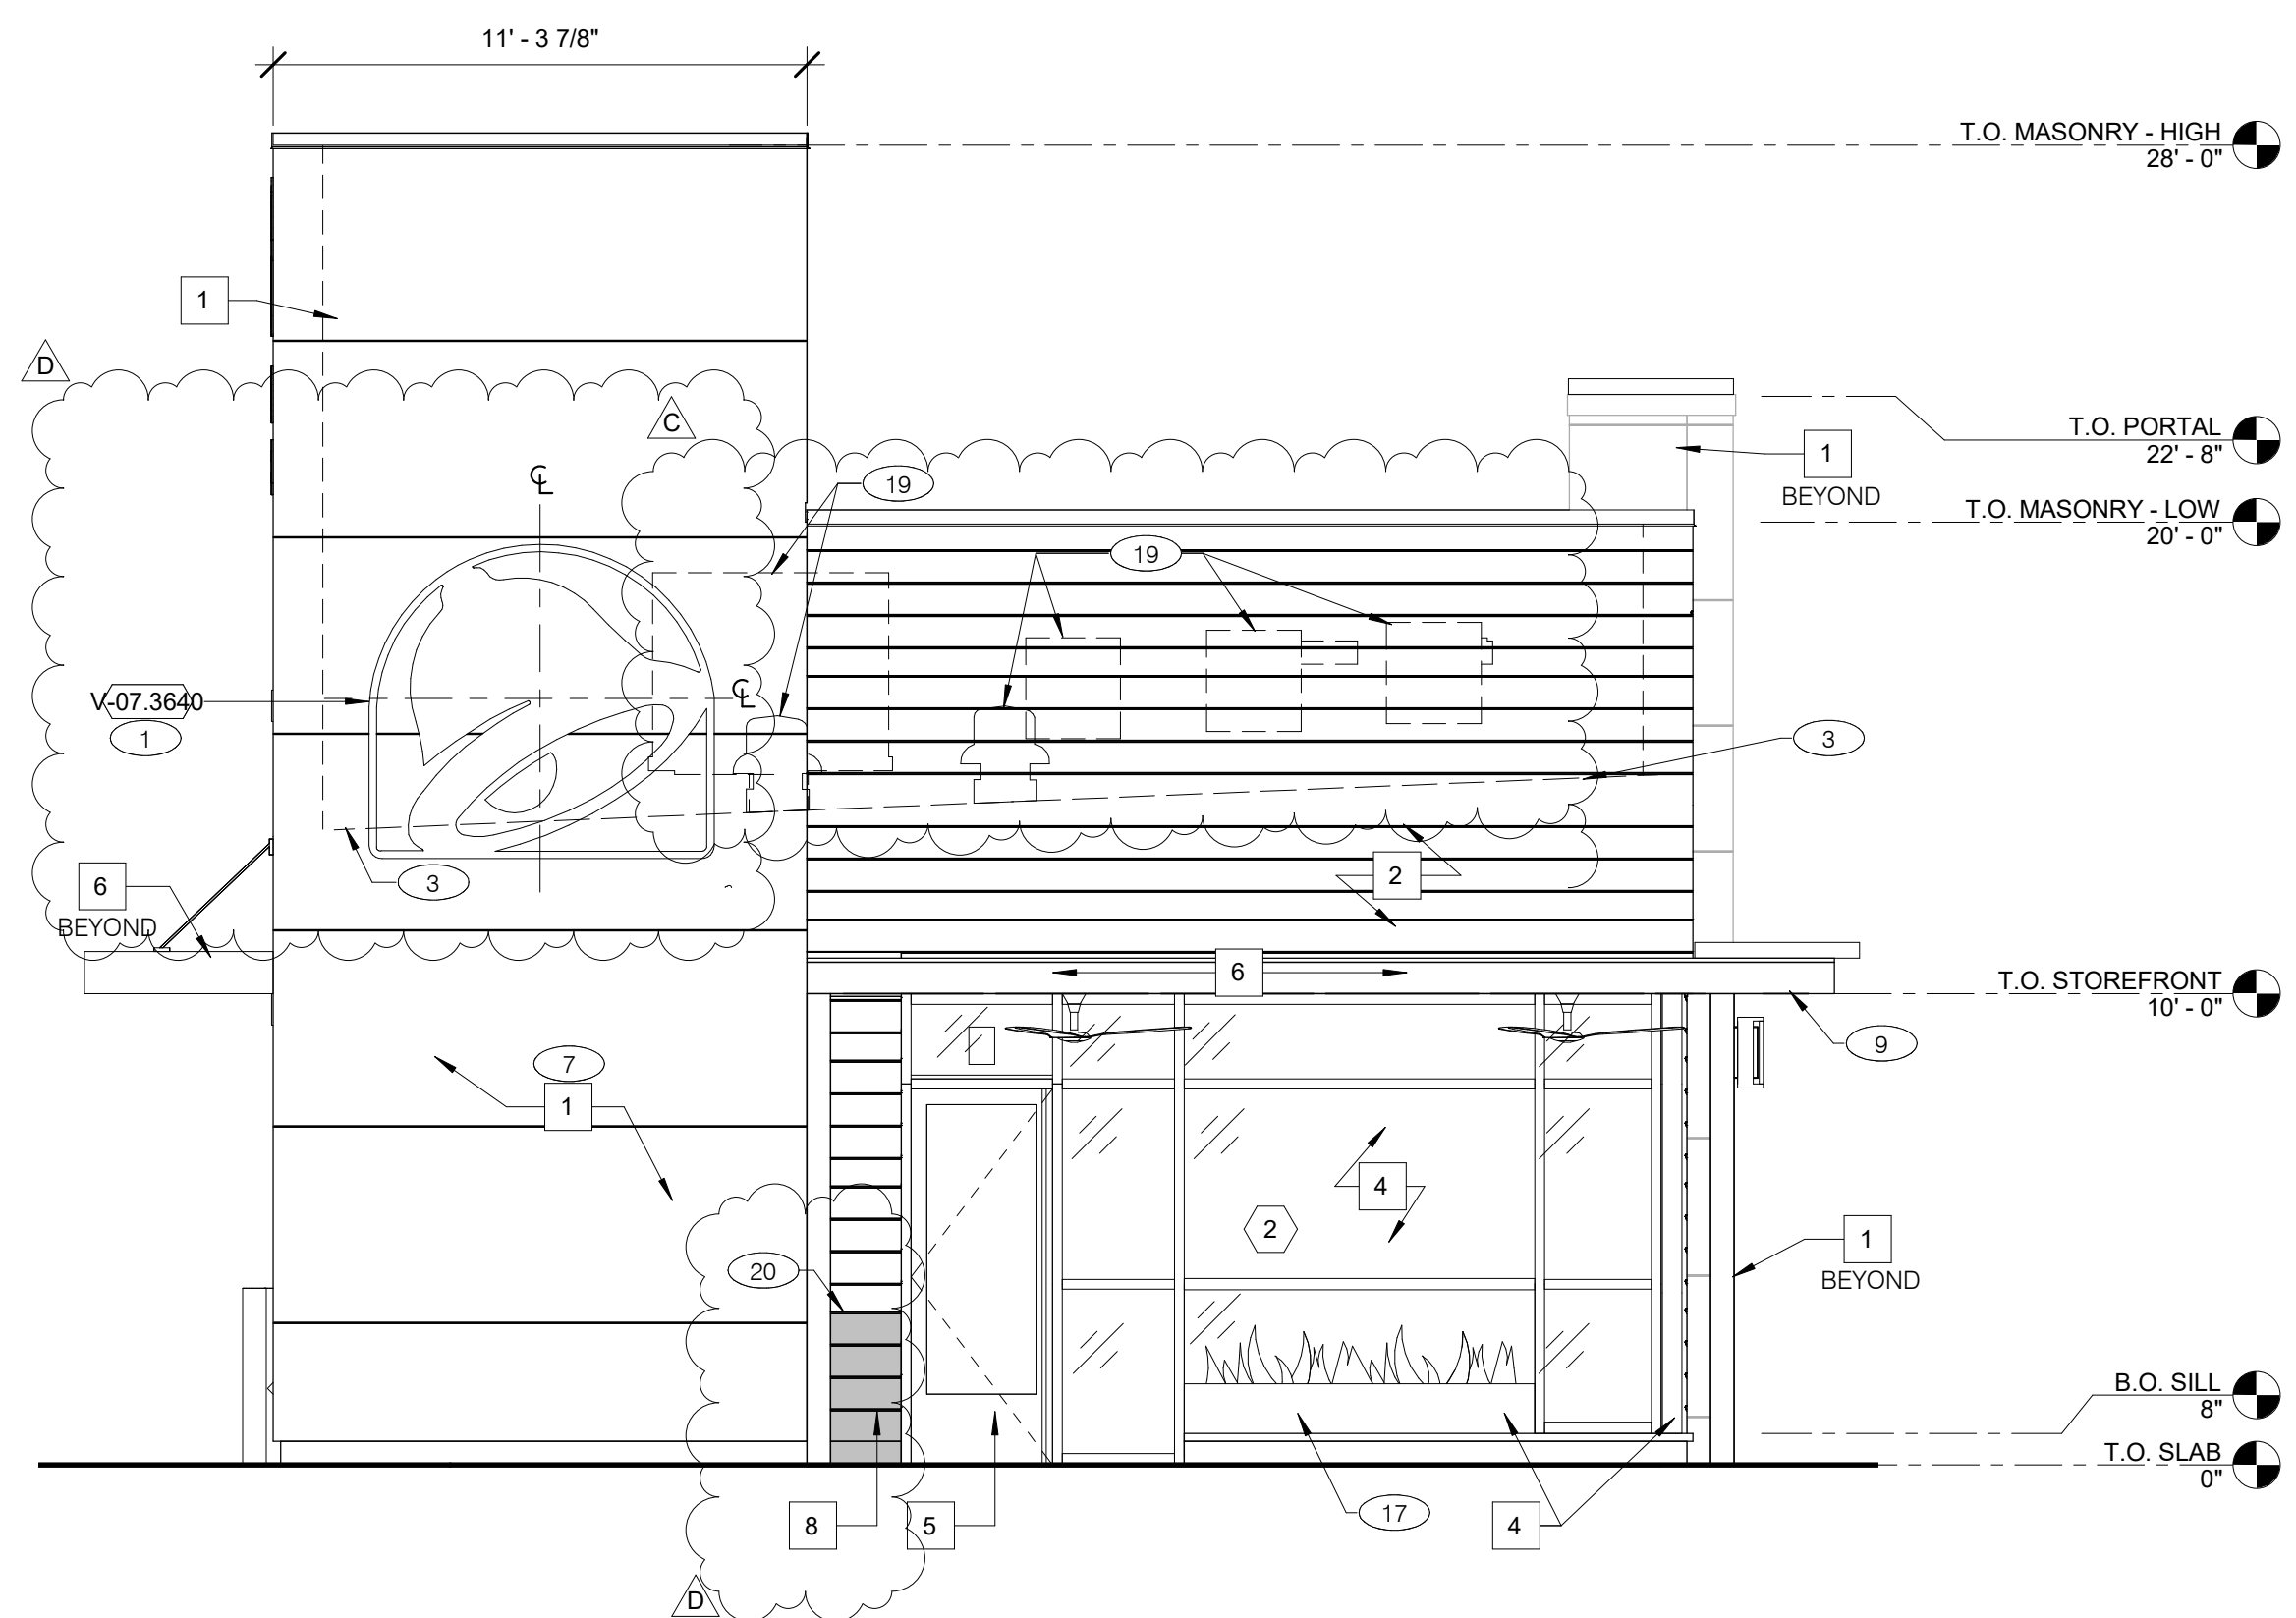 11' - 3 7/8"
T.O. MASONRY - HIGH
28' - 0"
1
D
C
T.O. PORTAL
22' - 8"
1
BEYOND
19
℄
T.O. MASONRY - LOW
20' - 0"
19
V-07.3640
℄
1
3
3
6
BEYOND
2
6
T.O. STOREFRONT
10' - 0"
9
7
1
4
2
1
BEYOND
20
B.O. SILL
8"
T.O. SLAB
0"
8
5
17
4
D